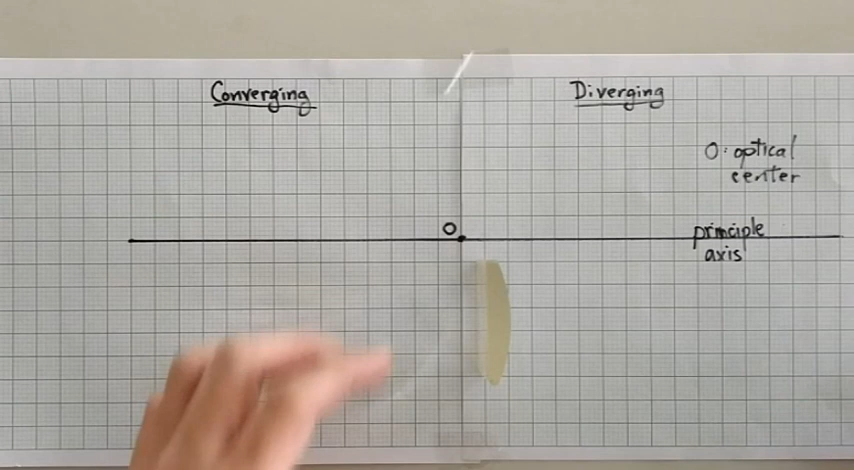 Converging
Diverging
O: optical
center
O
principle
axis